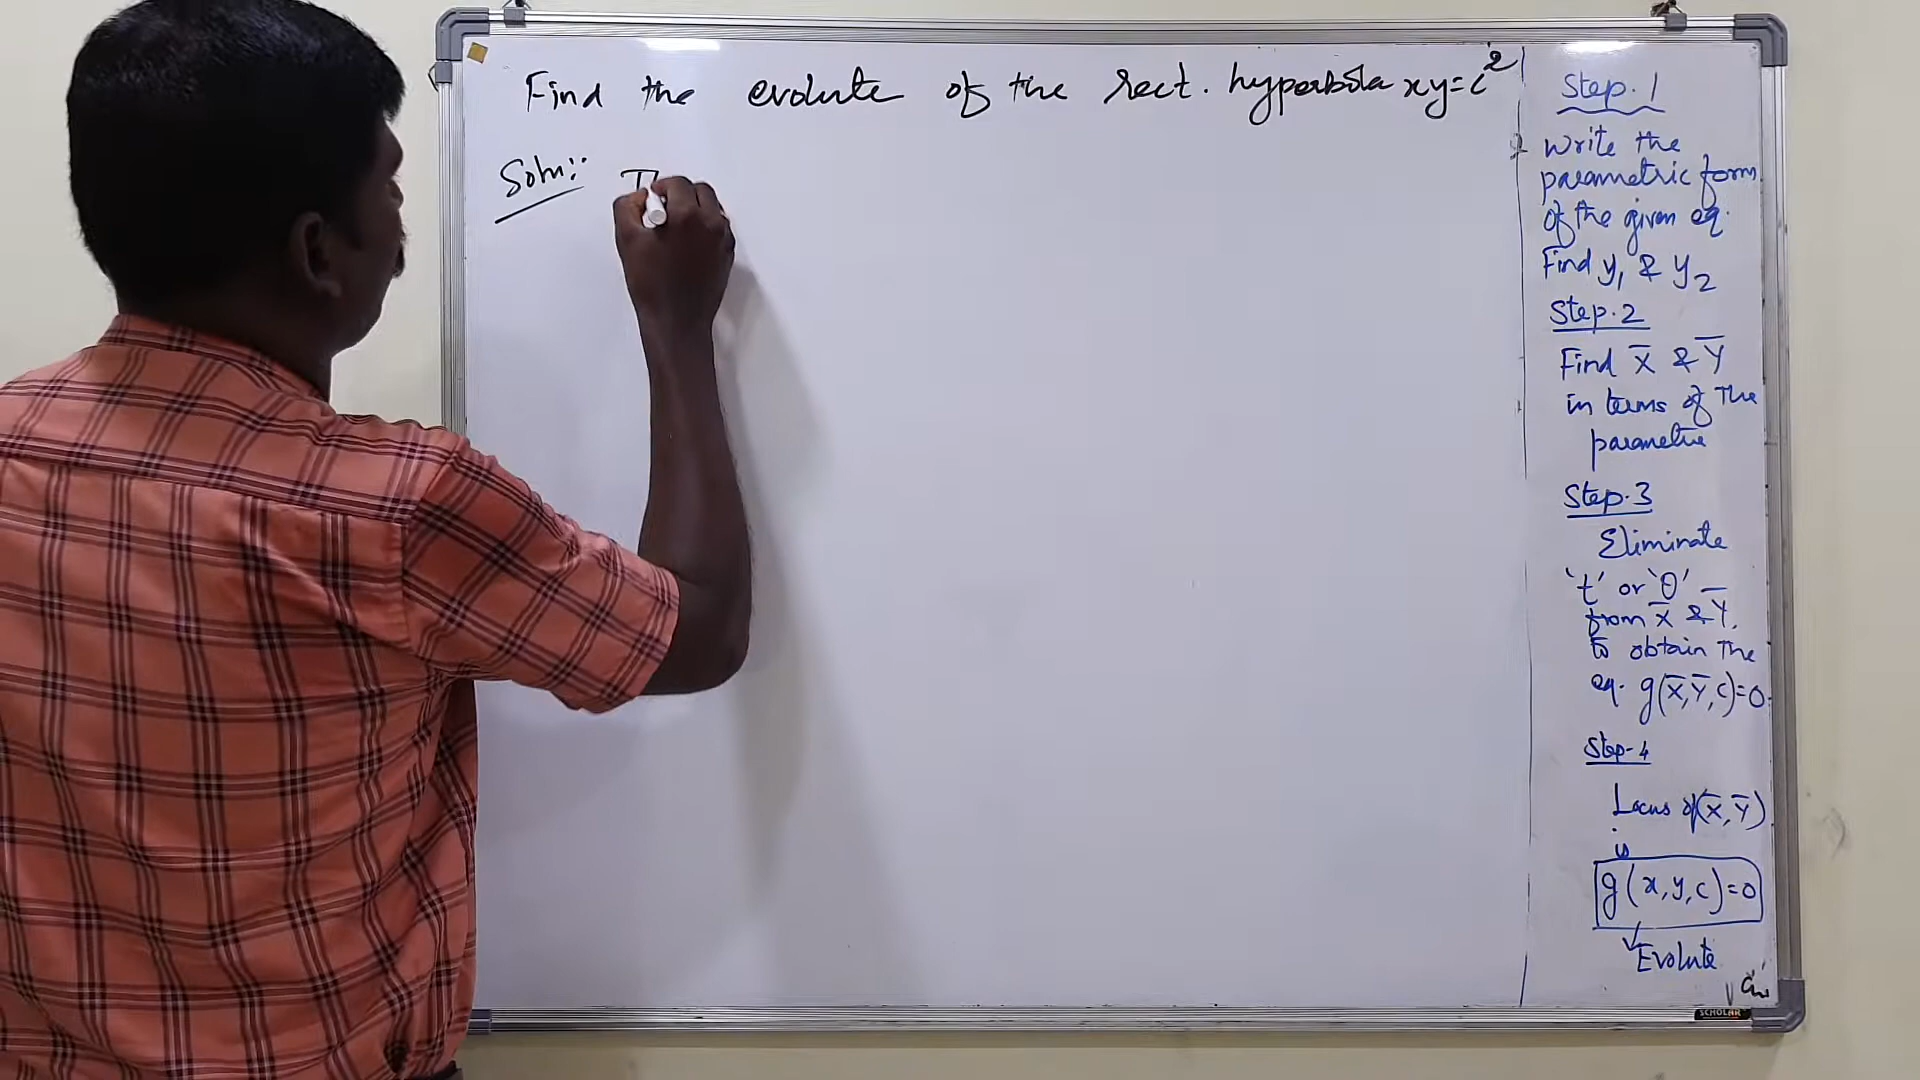 Find the evolute of the rect. hyperbola xy=c²
Soln:
Step.1
Write the
parametric form
of the given eq.
Find y₁ & y₂
Step.2
Find X̅ & Y̅
in terms of The
Step.3
Eliminate
't' or 'θ'
from X̅ & Y̅.
to obtain The
eq. g(X̅,Y̅,c)=0.
Step-4
Locus of (X̅,Y̅)
is
g(x,y,c)=0
Evolute
SCHOLAR